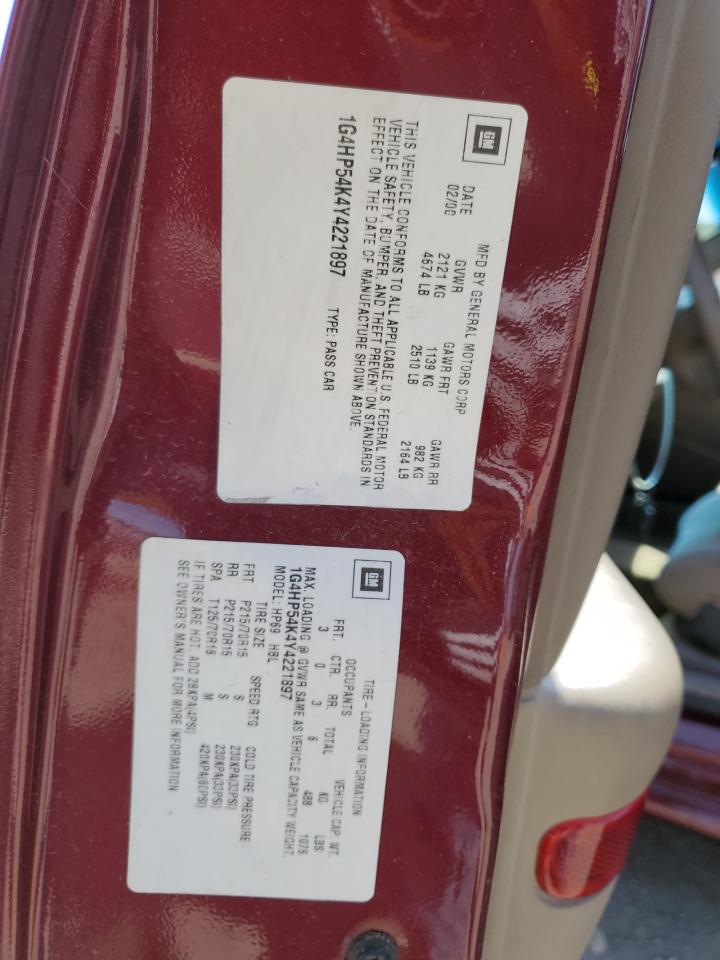 GM
MFD BY GENERAL MOTORS CORP
DATE GVWR GAWR FRT GAWR RR
02/00 2121 KG 1139 KG 982 KG
4674 LB 2510 LB 2164 LB
THIS VEHICLE CONFORMS TO ALL APPLICABLE U.S. FEDERAL MOTOR
VEHICLE SAFETY, BUMPER, AND THEFT PREVENTION STANDARDS IN
EFFECT ON THE DATE OF MANUFACTURE SHOWN ABOVE.
1G4HP54K4Y4221897 TYPE: PASS CAR
GM
TIRE-LOADING INFORMATION
OCCUPANTS VEHICLE CAP. WT.
FRT. CTR. RR. TOTAL KG LBS
3 0 3 6 488 1076
MAX. LOADING @ GVWR SAME AS VEHICLE CAPACITY WEIGHT.
1G4HP54K4Y4221897
MODEL: HP69 HBL
TIRE SIZE SPEED RTG COLD TIRE PRESSURE
FRT P215/70R15 S 230KPA(33PSI)
RR P215/70R15 S 230KPA(33PSI)
SPA T125/70R16 M 420KPA(60PSI)
IF TIRES ARE HOT, ADD 28KPA(4PSI)
SEE OWNER'S MANUAL FOR MORE INFORMATION